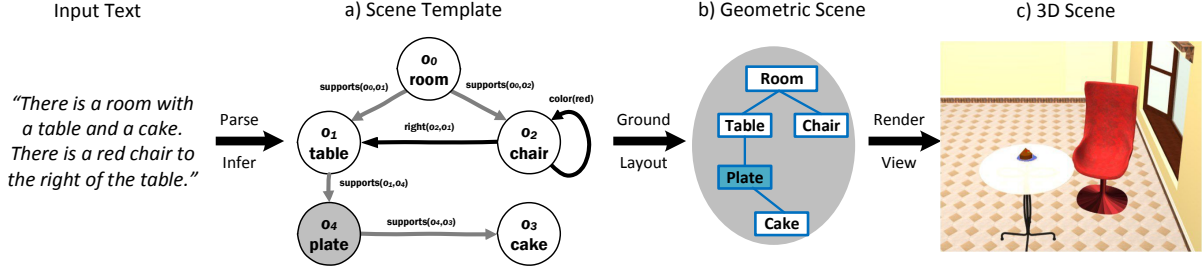 Input Text
a) Scene Template
b) Geometric Scene
c) 3D Scene
“There is a room with
a table and a cake.
There is a red chair to
the right of the table.”
Parse
Infer
o0
room
supports(o0,o1)
supports(o0,o2)
color(red)
o1
table
right(o2,o1)
o2
chair
supports(o1,o4)
o4
plate
supports(o4,o3)
o3
cake
Ground
Layout
Room
Table
Chair
Plate
Cake
Render
View